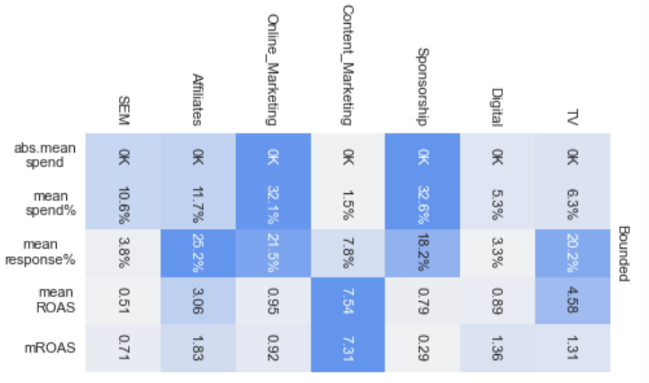 SEM Affiliates Online_Marketing Content_Marketing Sponsorship Digital TV
abs.mean
spend
0K 0K 0K 0K 0K 0K 0K
mean
spend%
10.6% 11.7% 32.1% 1.5% 32.6% 5.3% 6.3%
mean
response%
3.8% 25.2% 21.5% 7.8% 18.2% 3.3% 20.2%
mean
ROAS
0.51 3.06 0.95 7.54 0.79 0.89 4.58
mROAS 0.71 1.83 0.92 7.31 0.29 1.36 1.31
Bounded